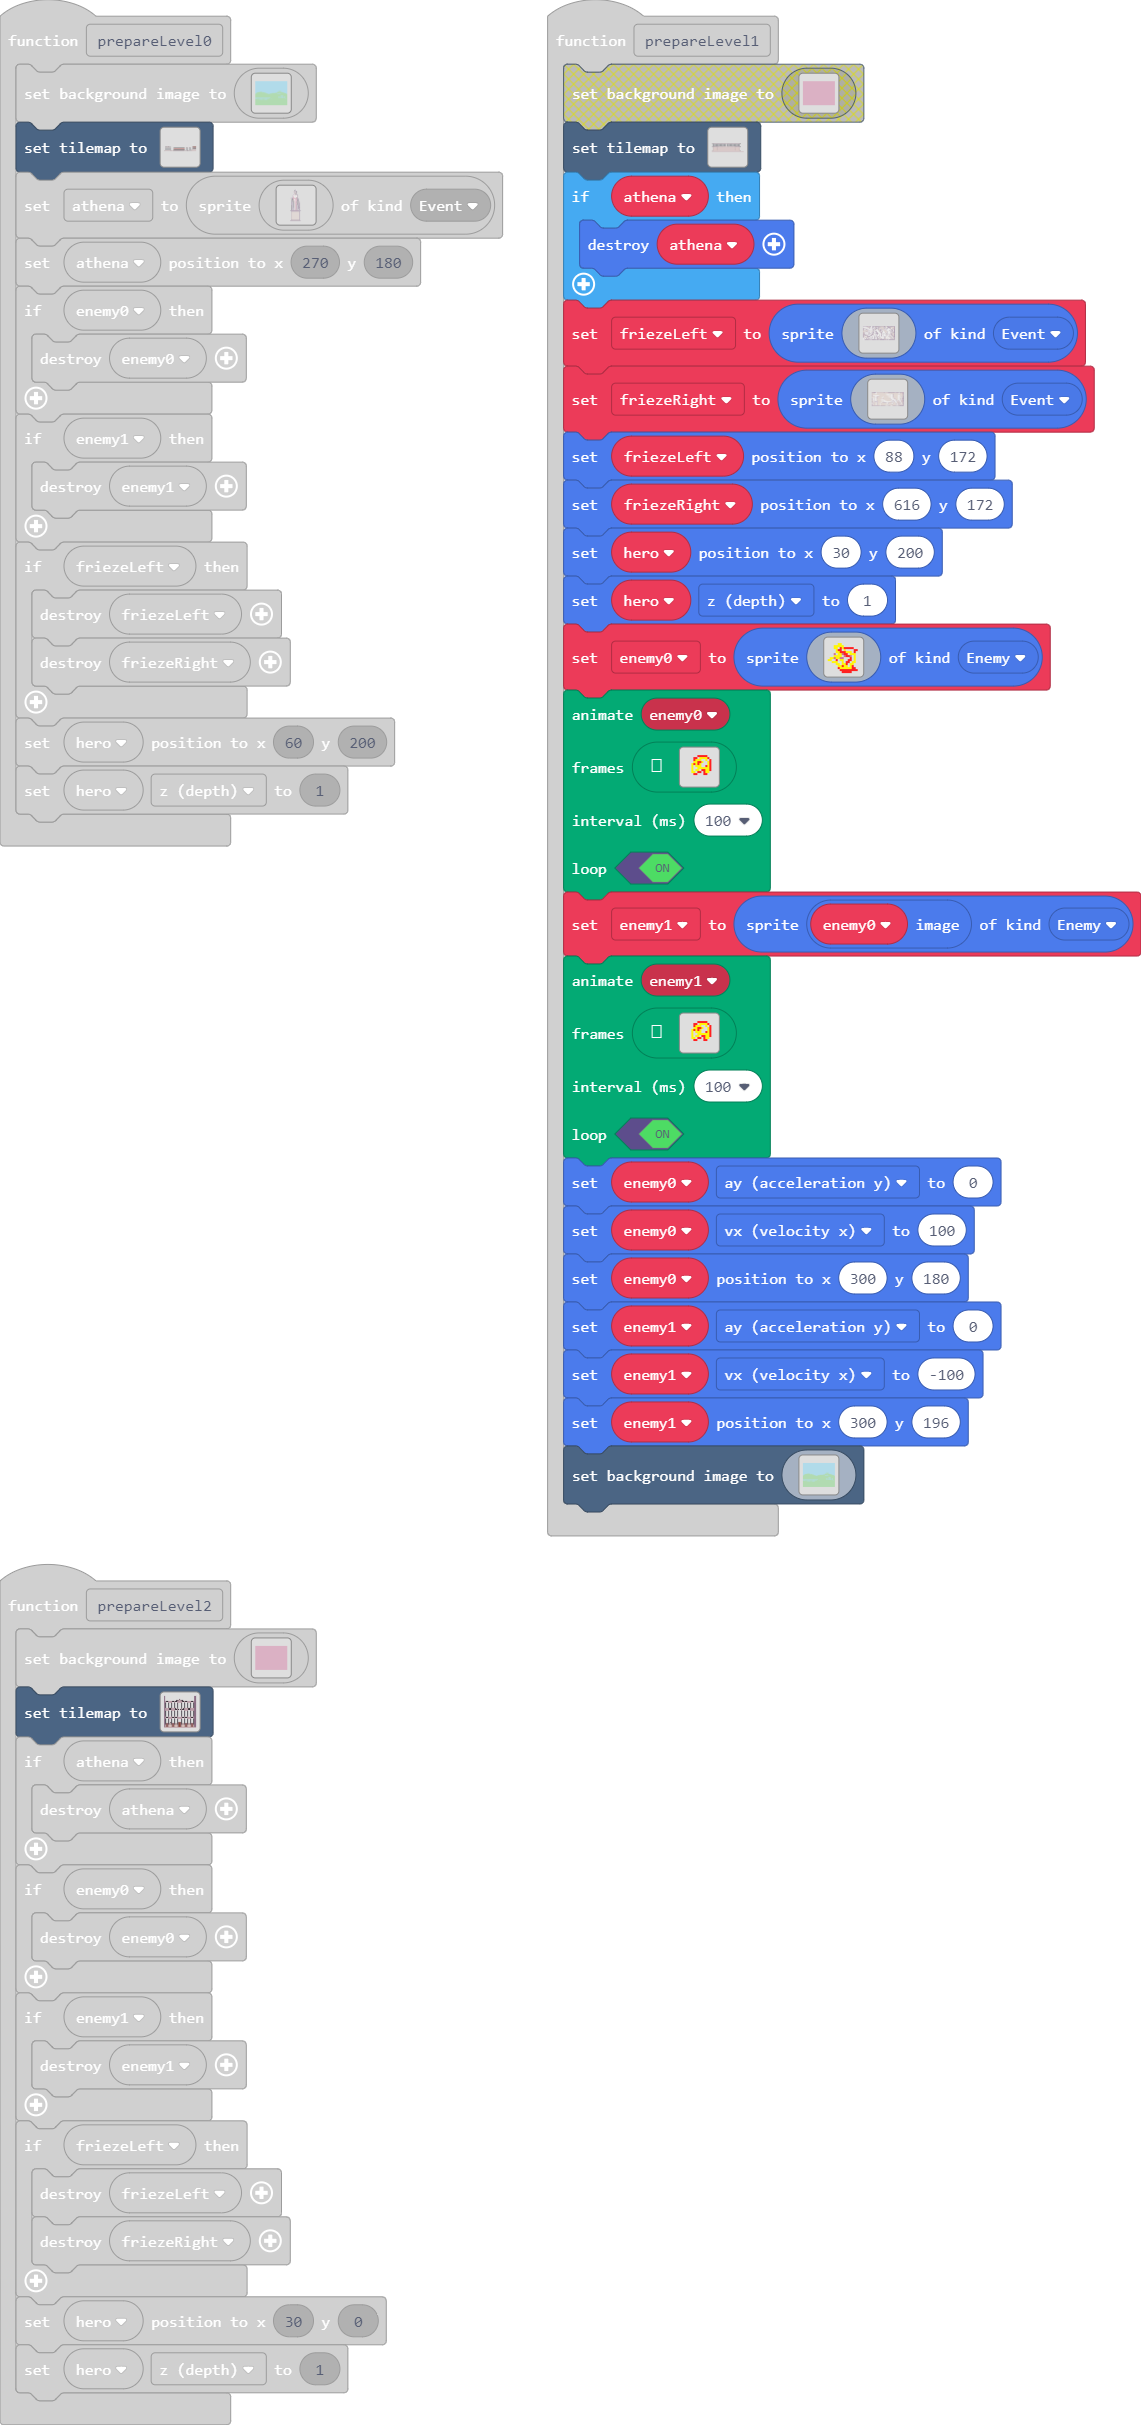 function prepareLevel0
set background image to
set tilemap to
set athena to sprite of kind Event
set athena position to x 270 y 180
if enemy0 then
destroy enemy0
if enemy1 then
destroy enemy1
if friezeLeft then
destroy friezeLeft
destroy friezeRight
set hero position to x 60 y 200
set hero z (depth) to 1
function prepareLevel1
set background image to
set tilemap to
if athena then
destroy athena
set friezeLeft to sprite of kind Event
set friezeRight to sprite of kind Event
set friezeLeft position to x 88 y 172
set friezeRight position to x 616 y 172
set hero position to x 30 y 200
set hero z (depth) to 1
set enemy0 to sprite of kind Enemy
animate enemy0
frames
interval (ms) 100
loop ON
set enemy1 to sprite enemy0 image of kind Enemy
animate enemy1
frames
interval (ms) 100
loop ON
set enemy0 ay (acceleration y) to 0
set enemy0 vx (velocity x) to 100
set enemy0 position to x 300 y 180
set enemy1 ay (acceleration y) to 0
set enemy1 vx (velocity x) to -100
set enemy1 position to x 300 y 196
set background image to
function prepareLevel2
set background image to
set tilemap to
if athena then
destroy athena
if enemy0 then
destroy enemy0
if enemy1 then
destroy enemy1
if friezeLeft then
destroy friezeLeft
destroy friezeRight
set hero position to x 30 y 0
set hero z (depth) to 1